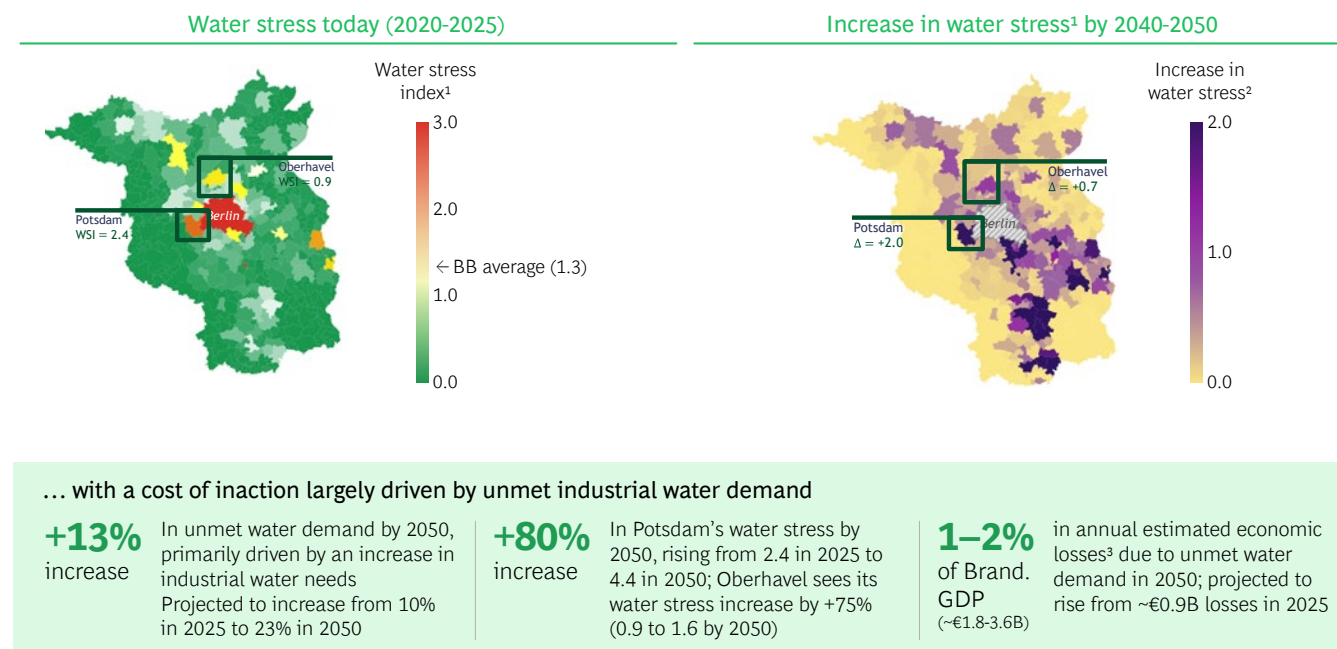 Water stress today (2020-2025)
Water stress
index¹
3.0
2.0
← BB average (1.3)
1.0
0.0
Oberhavel
WSI = 0.9
Berlin
Potsdam
WSI = 2.4
Increase in water stress¹ by 2040-2050
Increase in
water stress²
2.0
1.0
0.0
Oberhavel
Δ = +0.7
Berlin
Potsdam
Δ = +2.0
... with a cost of inaction largely driven by unmet industrial water demand
+13%
increase
In unmet water demand by 2050,
primarily driven by an increase in
industrial water needs
Projected to increase from 10%
in 2025 to 23% in 2050
+80%
increase
In Potsdam's water stress by
2050, rising from 2.4 in 2025 to
4.4 in 2050; Oberhavel sees its
water stress increase by +75%
(0.9 to 1.6 by 2050)
1–2%
of Brand.
GDP
(~€1.8-3.6B)
in annual estimated economic
losses³ due to unmet water
demand in 2050; projected to
rise from ~€0.9B losses in 2025